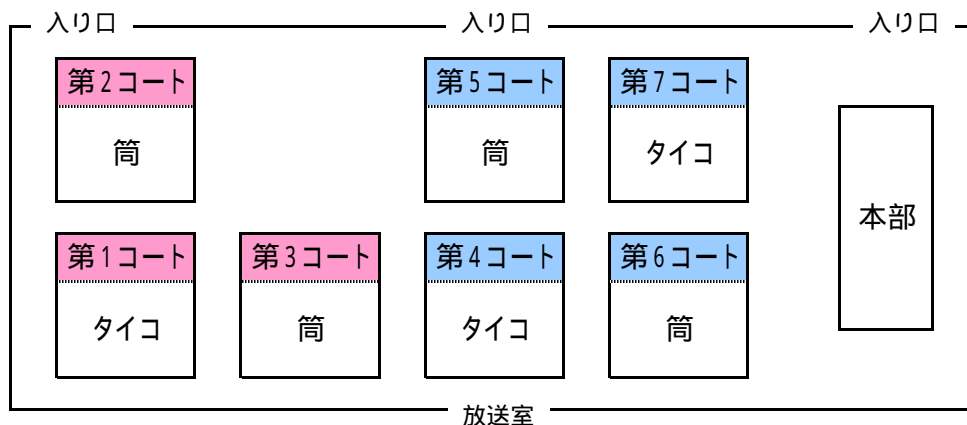 入り口 入り口 入り口
第2コート 第5コート 第7コート
筒 筒 タイコ
本部
第1コート 第3コート 第4コート 第6コート
タイコ 筒 タイコ 筒
放送室